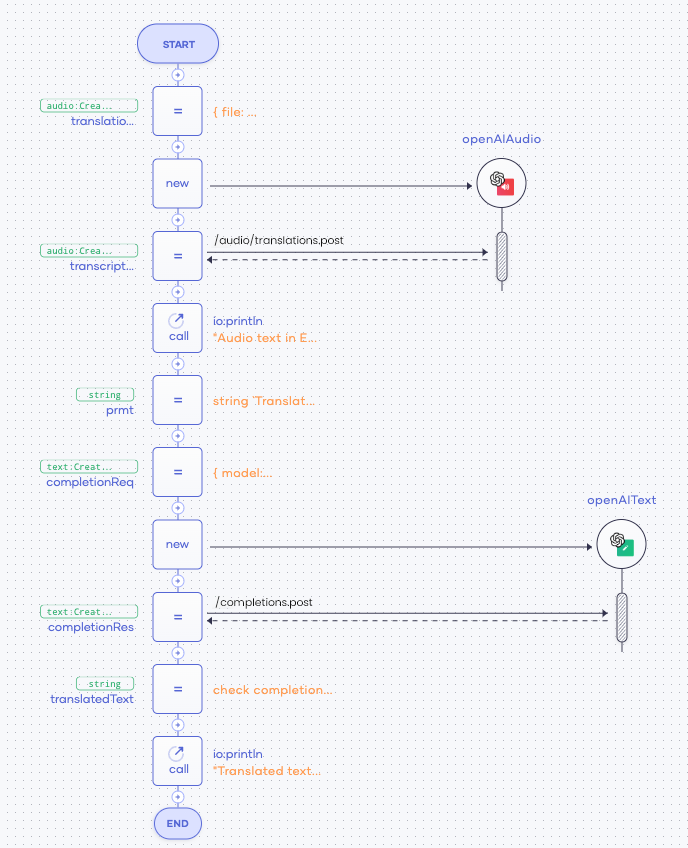 START
audio:Crea...
translatio...
=
{ file: ...
openAIAudio
new
/audio/translations.post
audio:Crea...
transcript...
=
io:println
call
"Audio text in E...
string
prmt
=
string `Translat...
text:Creat...
completionReq
=
{ model:...
openAIText
new
/completions.post
text:Creat...
completionRes
=
string
translatedText
=
check completion...
io:println
call
"Translated text...
END